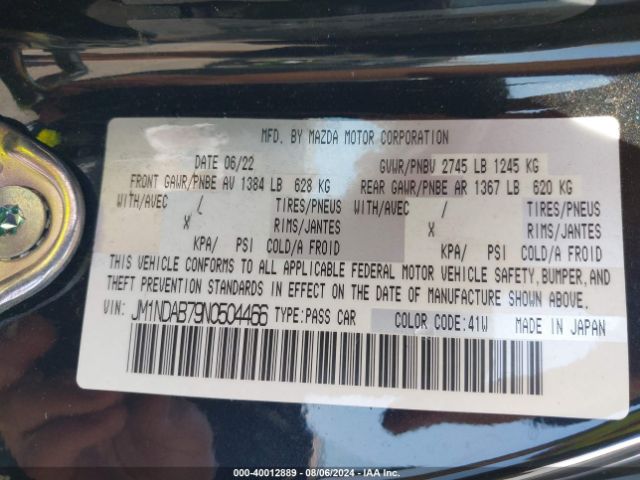 MFD. BY MAZDA MOTOR CORPORATION
DATE 06/22 GVWR/PNBV 2745 LB 1245 KG
FRONT GAWR/PNBE AV 1384 LB 628 KG REAR GAWR/PNBE AR 1367 LB 620 KG
WITH/AVEC / TIRES/PNEUS WITH/AVEC / TIRES/PNEUS
X RIMS/JANTES X RIMS/JANTES
KPA/ PSI COLD/A FROID KPA/ PSI COLD/A FROID
THIS VEHICLE CONFORMS TO ALL APPLICABLE FEDERAL MOTOR VEHICLE SAFETY, BUMPER, AND
THEFT PREVENTION STANDARDS IN EFFECT ON THE DATE OF MANUFACTURE SHOWN ABOVE.
VIN: JM1NDAB79N0504466 TYPE:PASS CAR COLOR CODE:41W MADE IN JAPAN
000-40012889 - 08/06/2024 - IAA Inc.